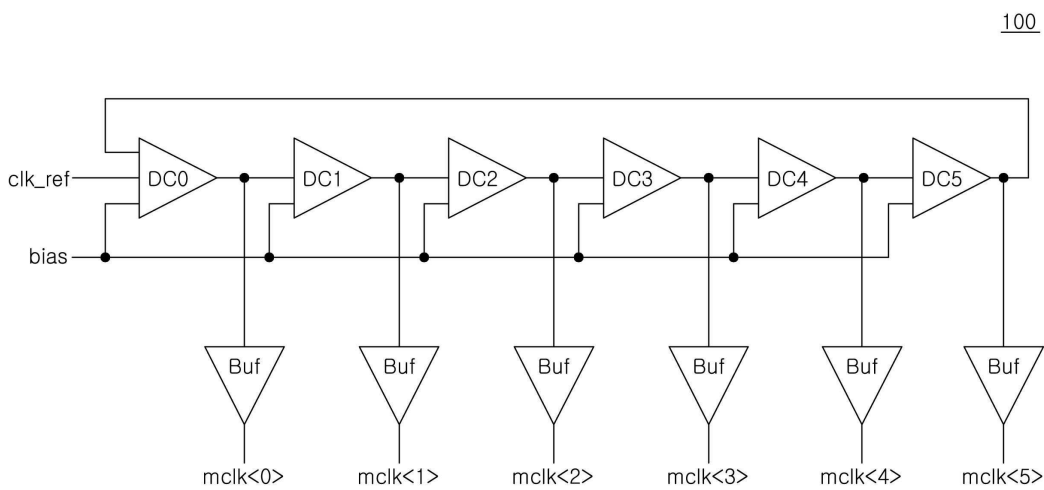 100
clk_ref
DC0 DC1 DC2 DC3 DC4 DC5
bias
Buf Buf Buf Buf Buf Buf
mclk<0> mclk<1> mclk<2> mclk<3> mclk<4> mclk<5>